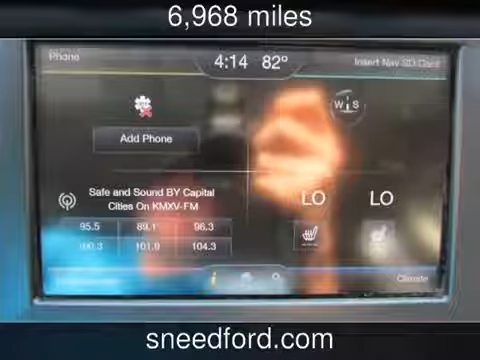 6,968 miles
Phone
4:14 82°
Insert Nav SD Card
W S
Add Phone
Safe and Sound BY Capital
Cities On KMXV-FM
LO LO
95.5 89.1 96.3
100.3 101.9 104.3
Climate
sneedford.com